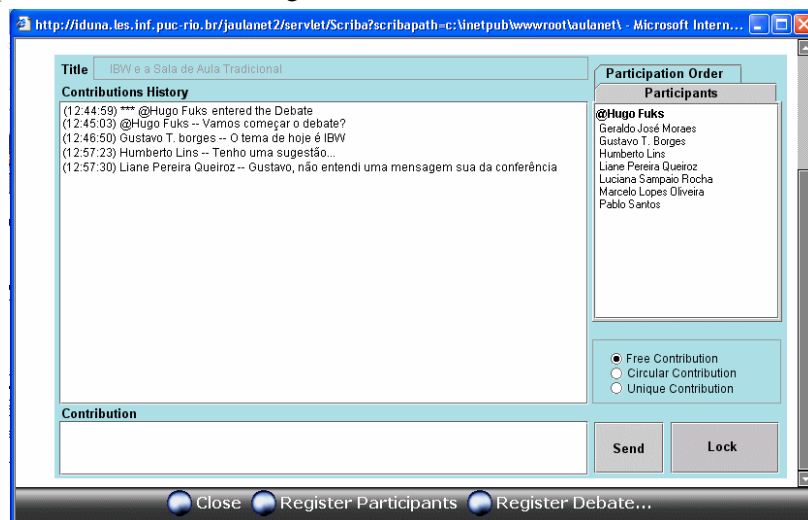 http://iduna.les.inf.puc-rio.br/jaulanet2/servlet/Scriba?scribapath=c:\inetpub\wwwroot\aulanet\ - Microsoft Intern...
Title IBW e a Sala de Aula Tradicional
Contributions History
(12:44:59) *** @Hugo Fuks entered the Debate
(12:45:03) @Hugo Fuks -- Vamos começar o debate?
(12:46:50) Gustavo T. borges -- O tema de hoje é IBW
(12:57:23) Humberto Lins -- Tenho uma sugestão...
(12:57:30) Liane Pereira Queiroz -- Gustavo, não entendi uma mensagem sua da conferência
Participation Order
Participants
@Hugo Fuks
Geraldo José Moraes
Gustavo T. Borges
Humberto Lins
Liane Pereira Queiroz
Luciana Sampaio Rocha
Marcelo Lopes Oliveira
Pablo Santos
Free Contribution
Circular Contribution
Unique Contribution
Contribution
Send
Lock
Close Register Participants Register Debate...